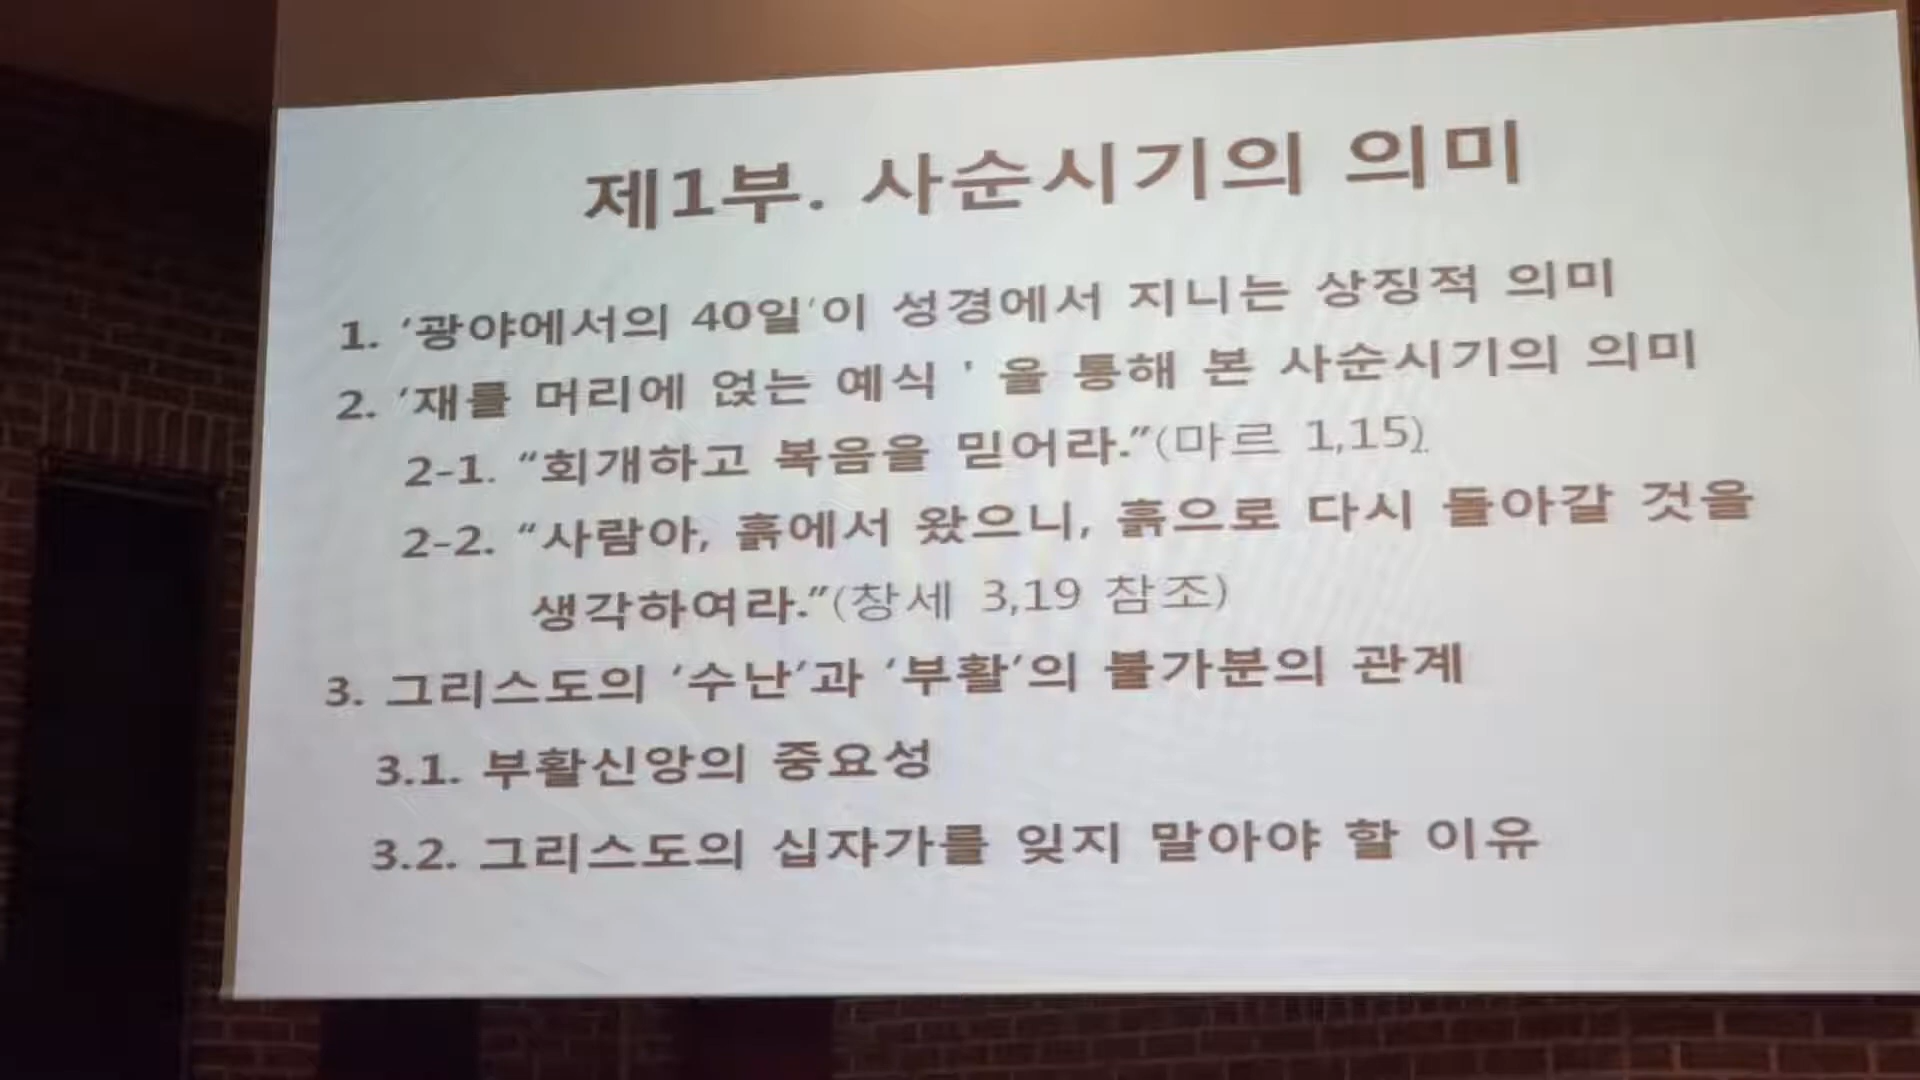 제1부. 사순시기의 의미
1. '광야에서의 40일'이 성경에서 지니는 상징적 의미
2. '재를 머리에 얹는 예식 ' 을 통해 본 사순시기의 의미
2-1. “회개하고 복음을 믿어라.”(마르 1,15).
2-2. “사람아, 흙에서 왔으니, 흙으로 다시 돌아갈 것을
생각하여라.”(창세 3,19 참조)
3. 그리스도의 '수난'과 '부활'의 불가분의 관계
3.1. 부활신앙의 중요성
3.2. 그리스도의 십자가를 잊지 말아야 할 이유